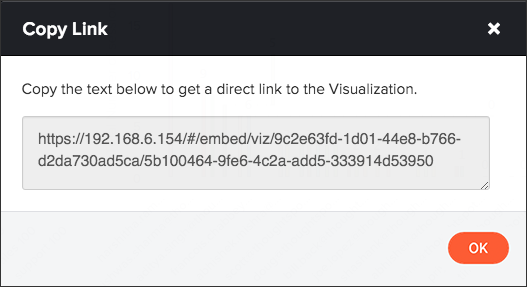 Copy Link
Copy the text below to get a direct link to the Visualization.
https://192.168.6.154/#/embed/viz/9c2e63fd-1d01-44e8-b766-
d2da730ad5ca/5b100464-9fe6-4c2a-add5-333914d53950
OK